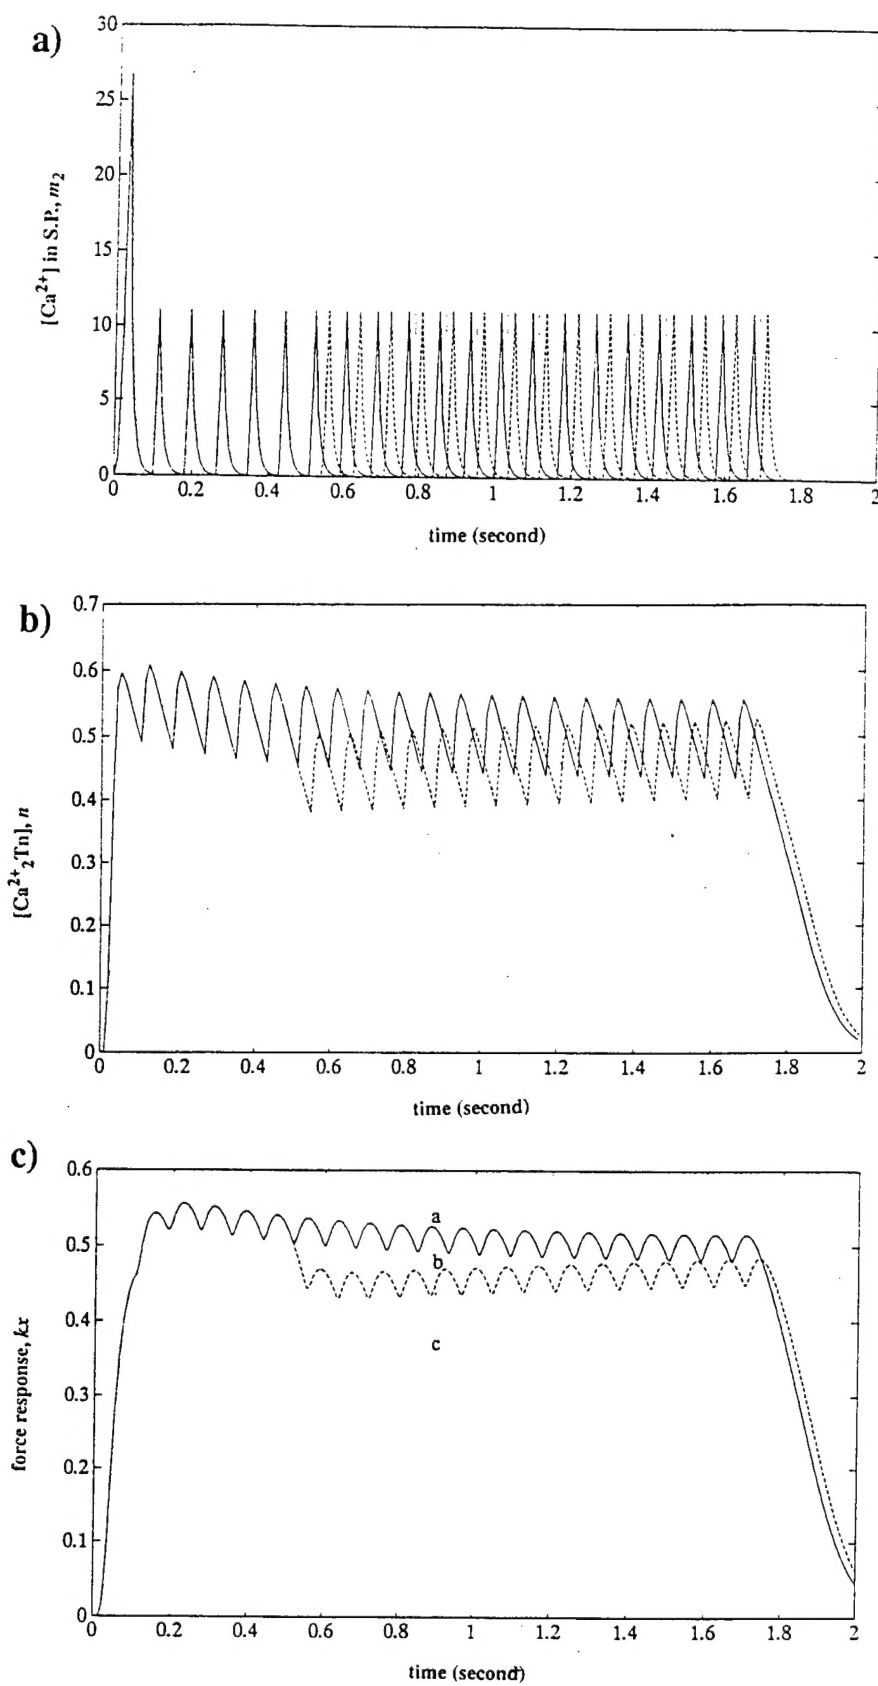 a)
30
25
20
15
10
5
0
[Ca²⁺] in S.P., m₂
0 0.2 0.4 0.6 0.8 1 1.2 1.4 1.6 1.8 2
time (second)
b)
0.7
0.6
0.5
0.4
0.3
0.2
0.1
0
[Ca²⁺₂Tn], n
0 0.2 0.4 0.6 0.8 1 1.2 1.4 1.6 1.8 2
time (second)
c)
0.6
0.5
0.4
0.3
0.2
0.1
0
force response, kx
a
b
c
0 0.2 0.4 0.6 0.8 1 1.2 1.4 1.6 1.8 2
time (second)